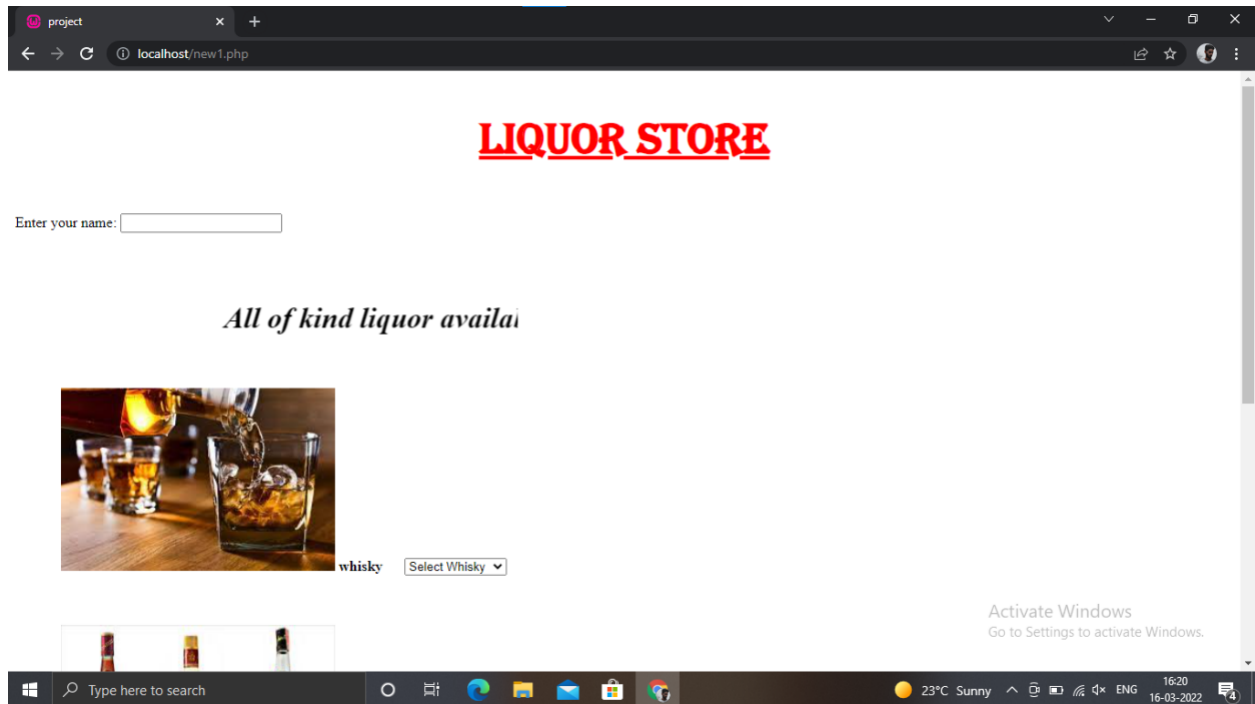 project
localhost/new1.php
LIQUOR STORE
Enter your name:
All of kind liquor availal
whisky Select Whisky
Activate Windows
Go to Settings to activate Windows.
Type here to search
23°C Sunny ENG 16:20
16-03-2022
4